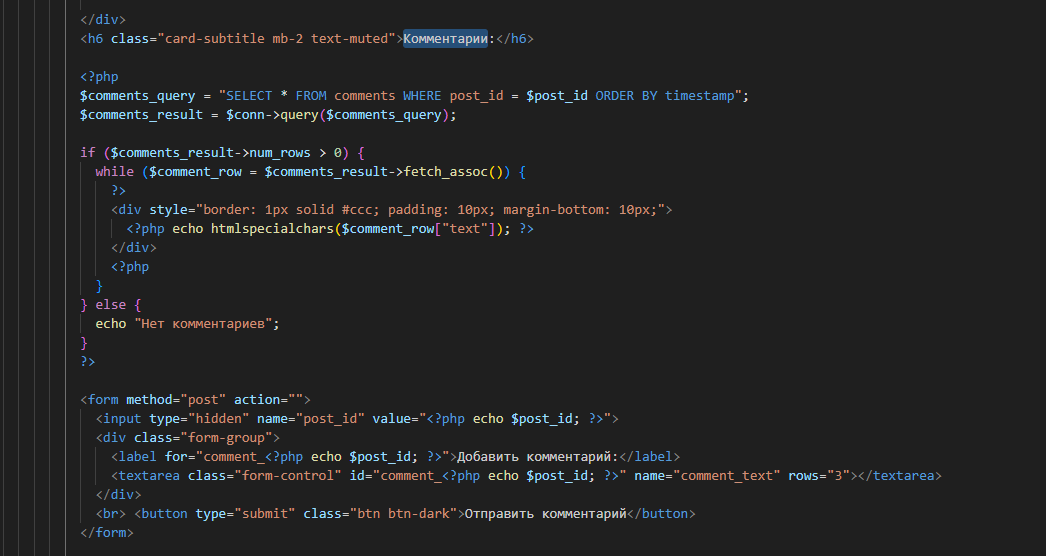 </div>
<h6 class="card-subtitle mb-2 text-muted">Комментарии:</h6>
<?php
$comments_query = "SELECT * FROM comments WHERE post_id = $post_id ORDER BY timestamp";
$comments_result = $conn->query($comments_query);
if ($comments_result->num_rows > 0) {
while ($comment_row = $comments_result->fetch_assoc()) {
?>
<div style="border: 1px solid #ccc; padding: 10px; margin-bottom: 10px;">
<?php echo htmlspecialchars($comment_row["text"]); ?>
</div>
<?php
}
} else {
echo "Нет комментариев";
}
?>
<form method="post" action="">
<input type="hidden" name="post_id" value="<?php echo $post_id; ?>">
<div class="form-group">
<label for="comment_<?php echo $post_id; ?>">Добавить комментарий:</label>
<textarea class="form-control" id="comment_<?php echo $post_id; ?>" name="comment_text" rows="3"></textarea>
</div>
<br> <button type="submit" class="btn btn-dark">Отправить комментарий</button>
</form>